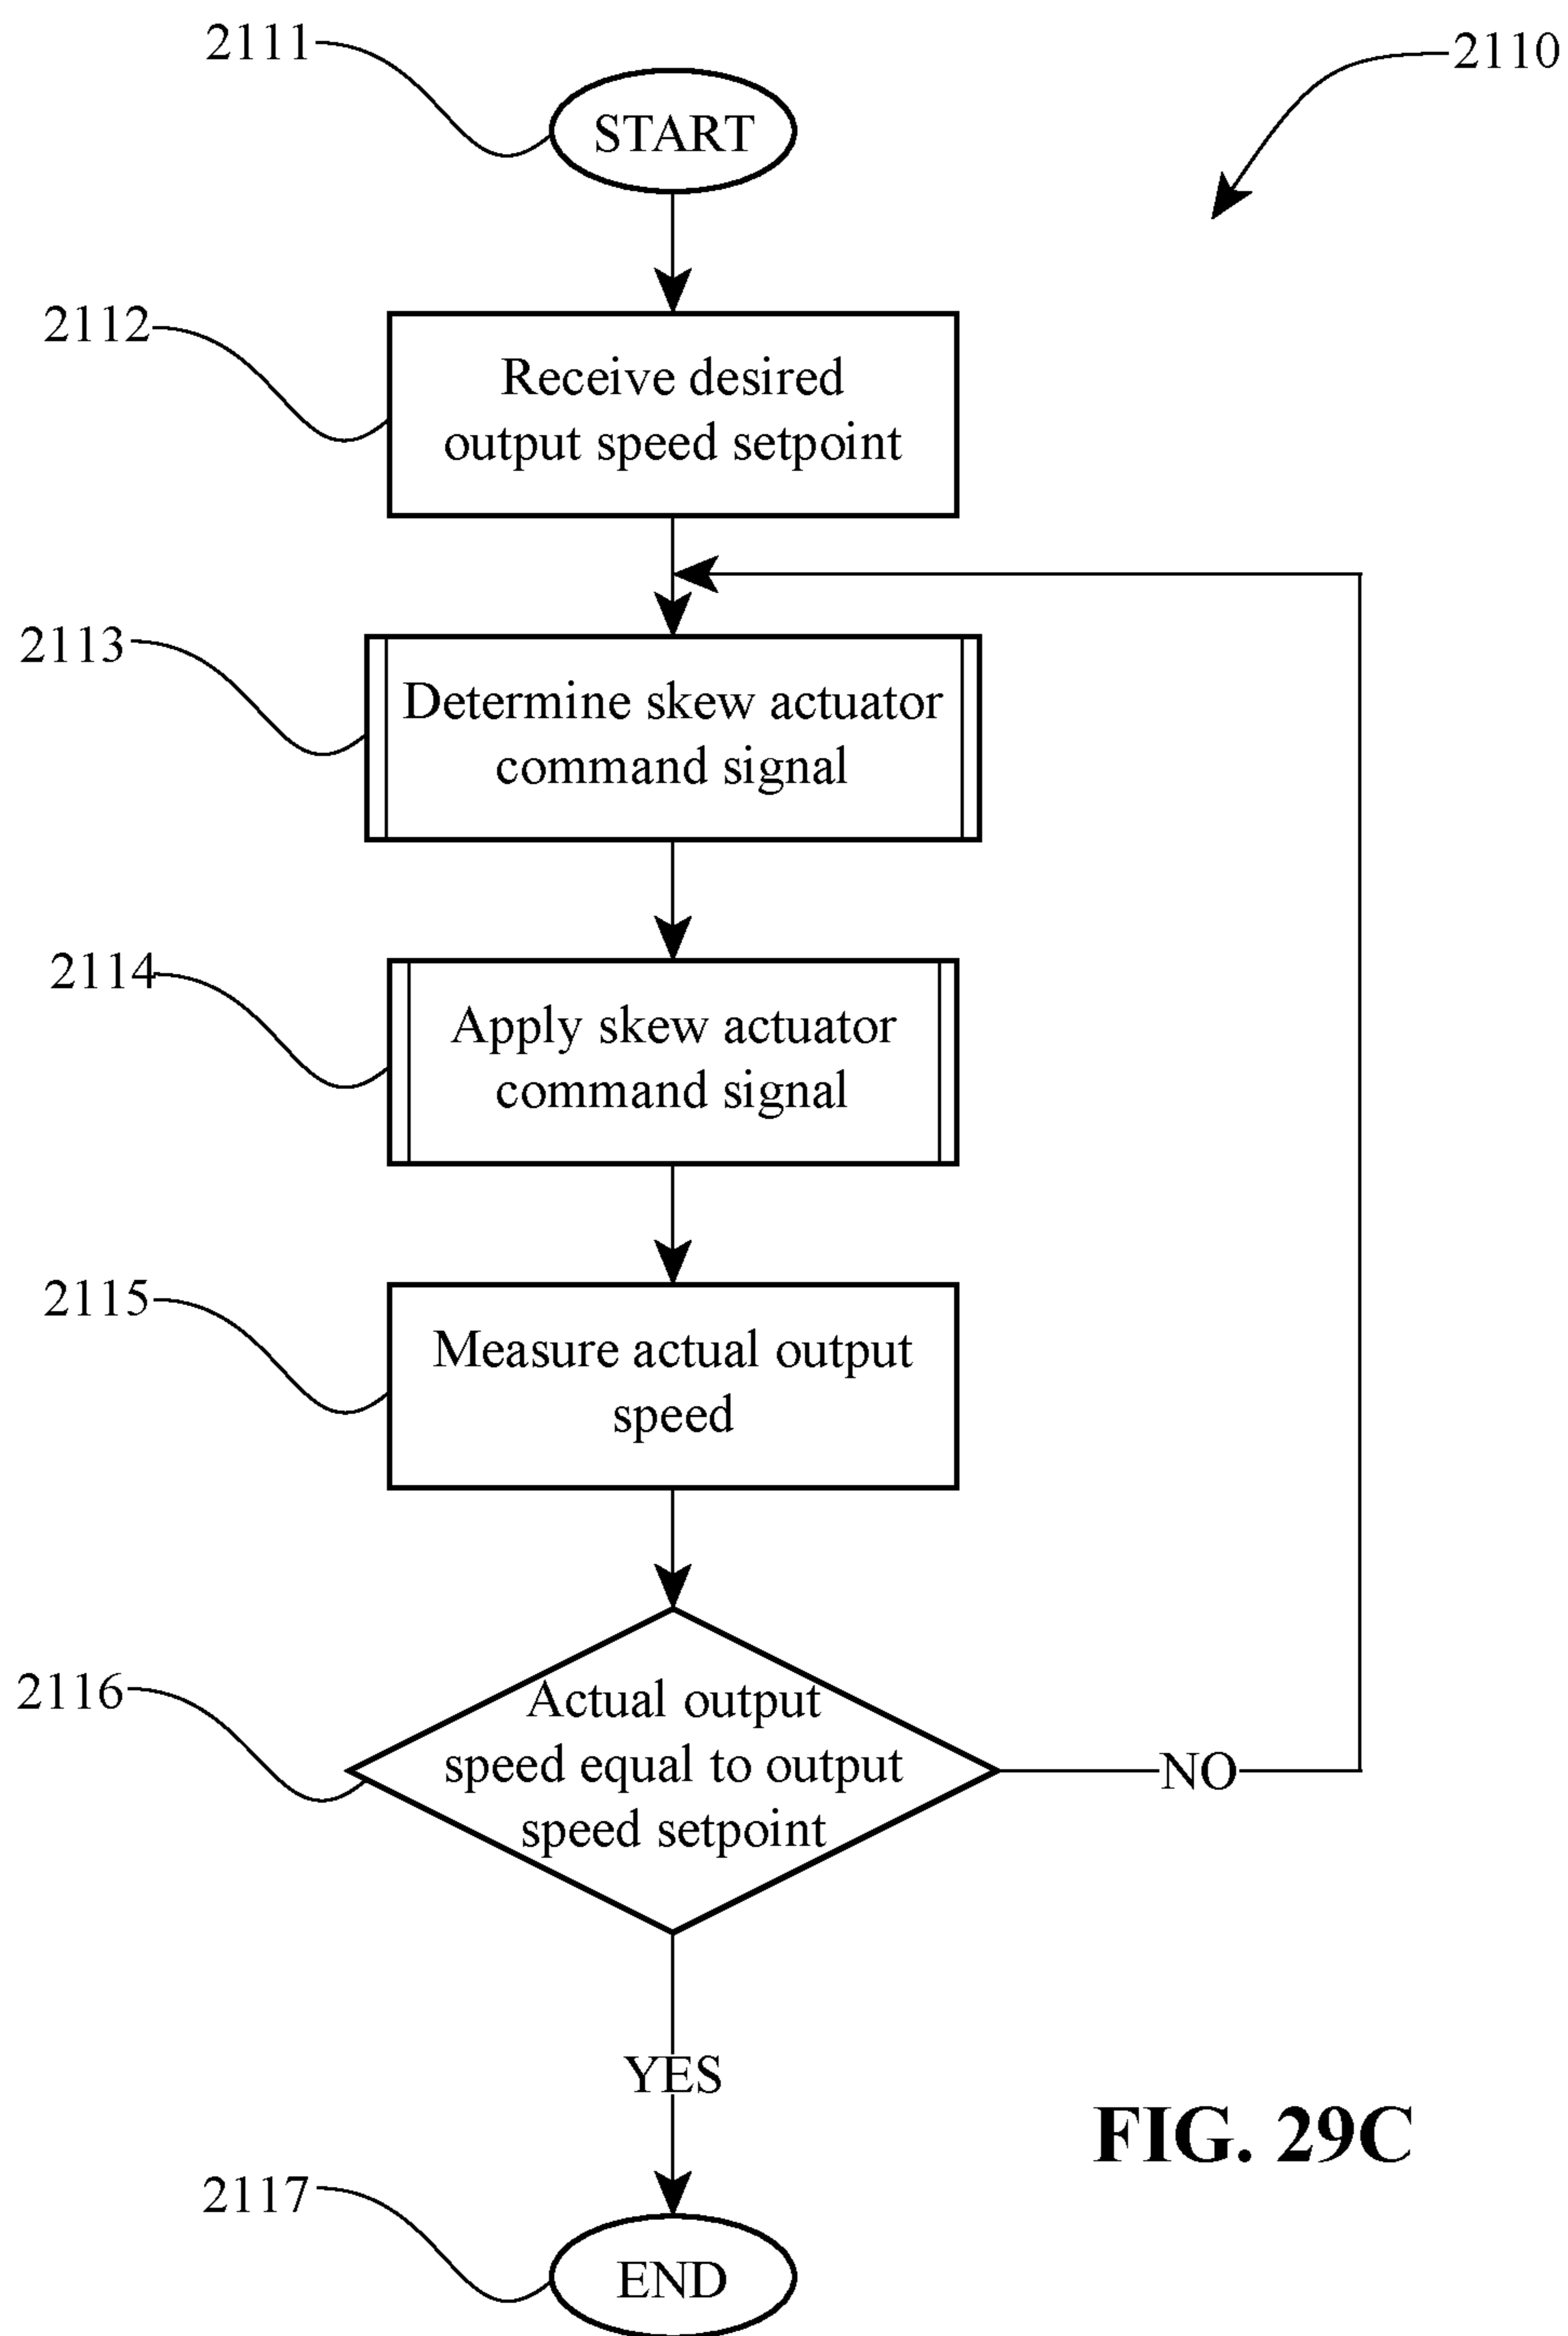 2111
2110
START
2112
Receive desired
output speed setpoint
2113
Determine skew actuator
command signal
2114
Apply skew actuator
command signal
2115
Measure actual output
speed
2116
Actual output
speed equal to output
speed setpoint
NO
YES
FIG. 29C
2117
END